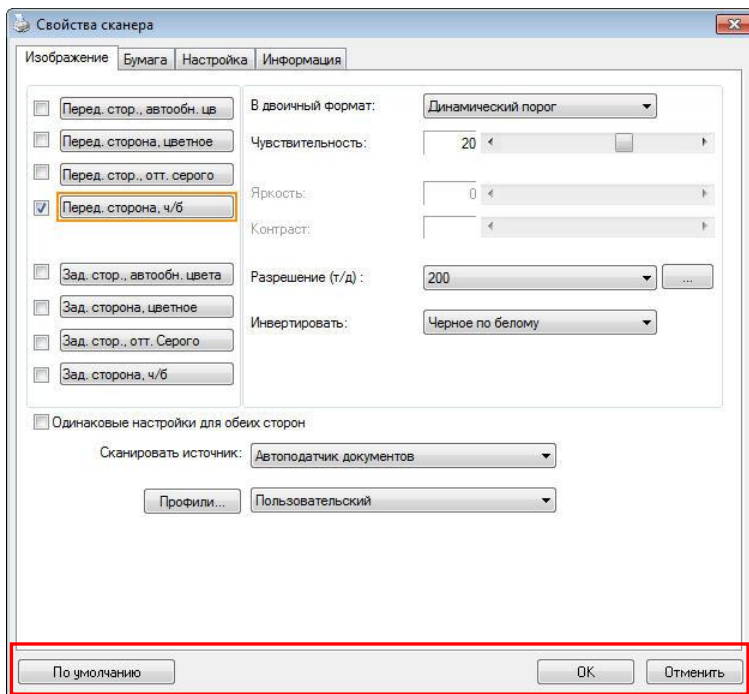 Свойства сканера
Изображение Бумага Настройка Информация
Перед. стор., автообн. цв
Перед. сторона, цветное
Перед. стор., отт. серого
Перед. сторона, ч/б
Зад. стор., автообн. цвета
Зад. сторона, цветное
Зад. стор., отт. Серого
Зад. сторона, ч/б
В двоичный формат: Динамический порог
Чувствительность: 20
Яркость: 0
Контраст:
Разрешение (т/д) : 200 ...
Инвертировать: Черное по белому
Одинаковые настройки для обеих сторон
Сканировать источник: Автоподатчик документов
Профили... Пользовательский
По умолчанию OK Отменить